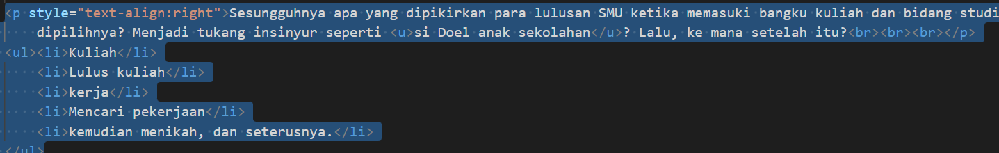 <p style="text-align:right">Sesungguhnya apa yang dipikirkan para lulusan SMU ketika memasuki bangku kuliah dan bidang studi
dipilihnya? Menjadi tukang insinyur seperti <u>si Doel anak sekolahan</u>? Lalu, ke mana setelah itu?<br><br><br></p>
<ul><li>Kuliah</li>
<li>Lulus kuliah</li>
<li>kerja</li>
<li>Mencari pekerjaan</li>
<li>kemudian menikah, dan seterusnya.</li>
</ul>